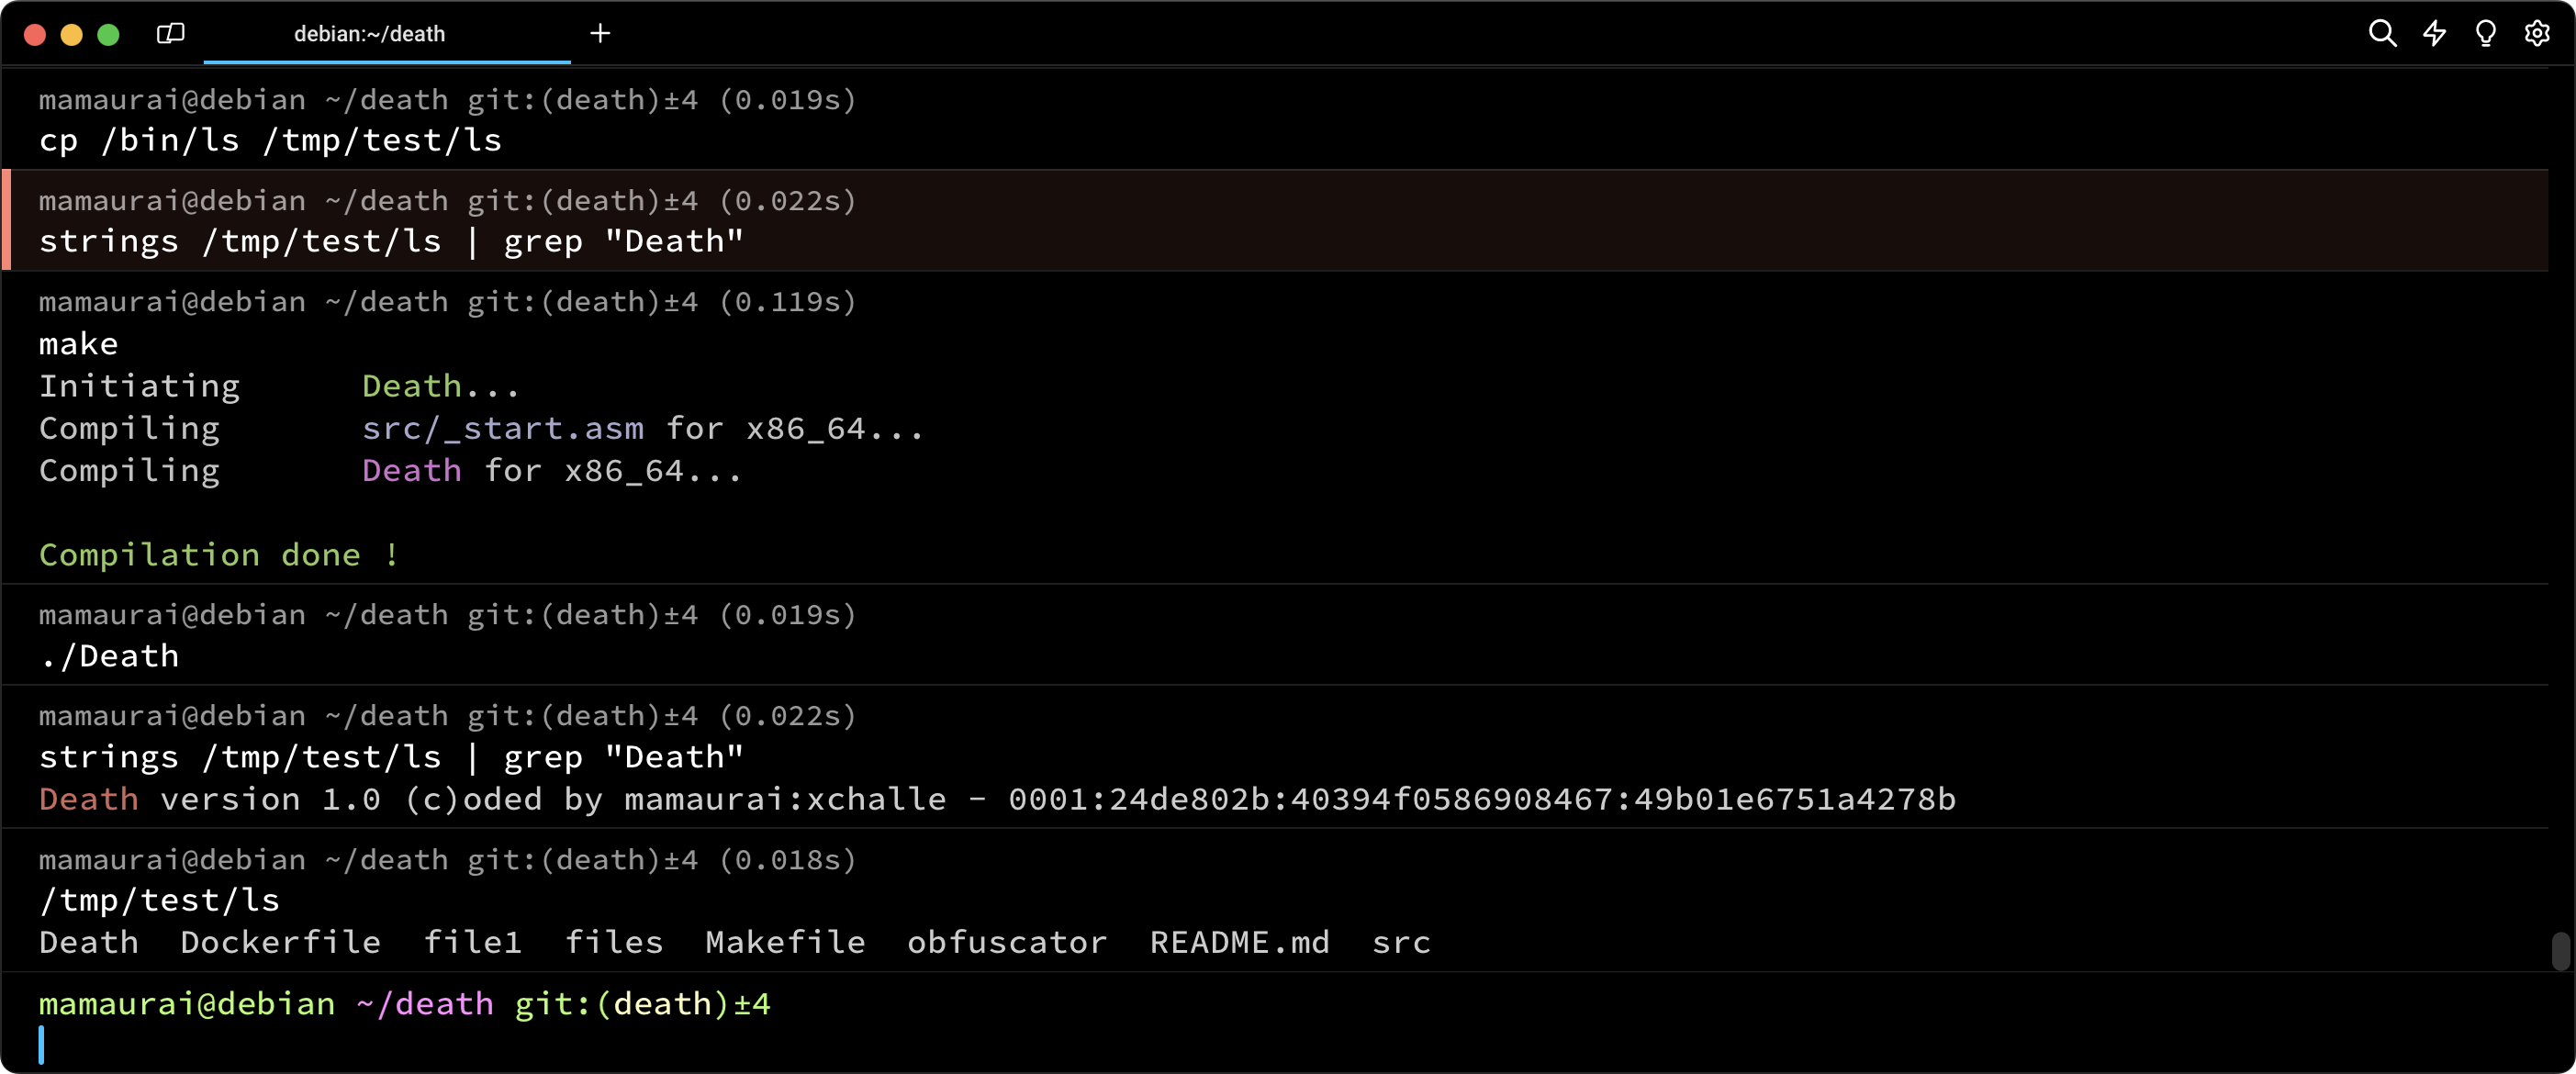 debian:~/death
mamaurai@debian ~/death git:(death)±4 (0.019s)
cp /bin/ls /tmp/test/ls
mamaurai@debian ~/death git:(death)±4 (0.022s)
strings /tmp/test/ls | grep "Death"
mamaurai@debian ~/death git:(death)±4 (0.119s)
make
Initiating Death...
Compiling src/_start.asm for x86_64...
Compiling Death for x86_64...
Compilation done !
mamaurai@debian ~/death git:(death)±4 (0.019s)
./Death
mamaurai@debian ~/death git:(death)±4 (0.022s)
strings /tmp/test/ls | grep "Death"
Death version 1.0 (c)oded by mamaurai:xchalle - 0001:24de802b:40394f0586908467:49b01e6751a4278b
mamaurai@debian ~/death git:(death)±4 (0.018s)
/tmp/test/ls
Death Dockerfile file1 files Makefile obfuscator README.md src
mamaurai@debian ~/death git:(death)±4